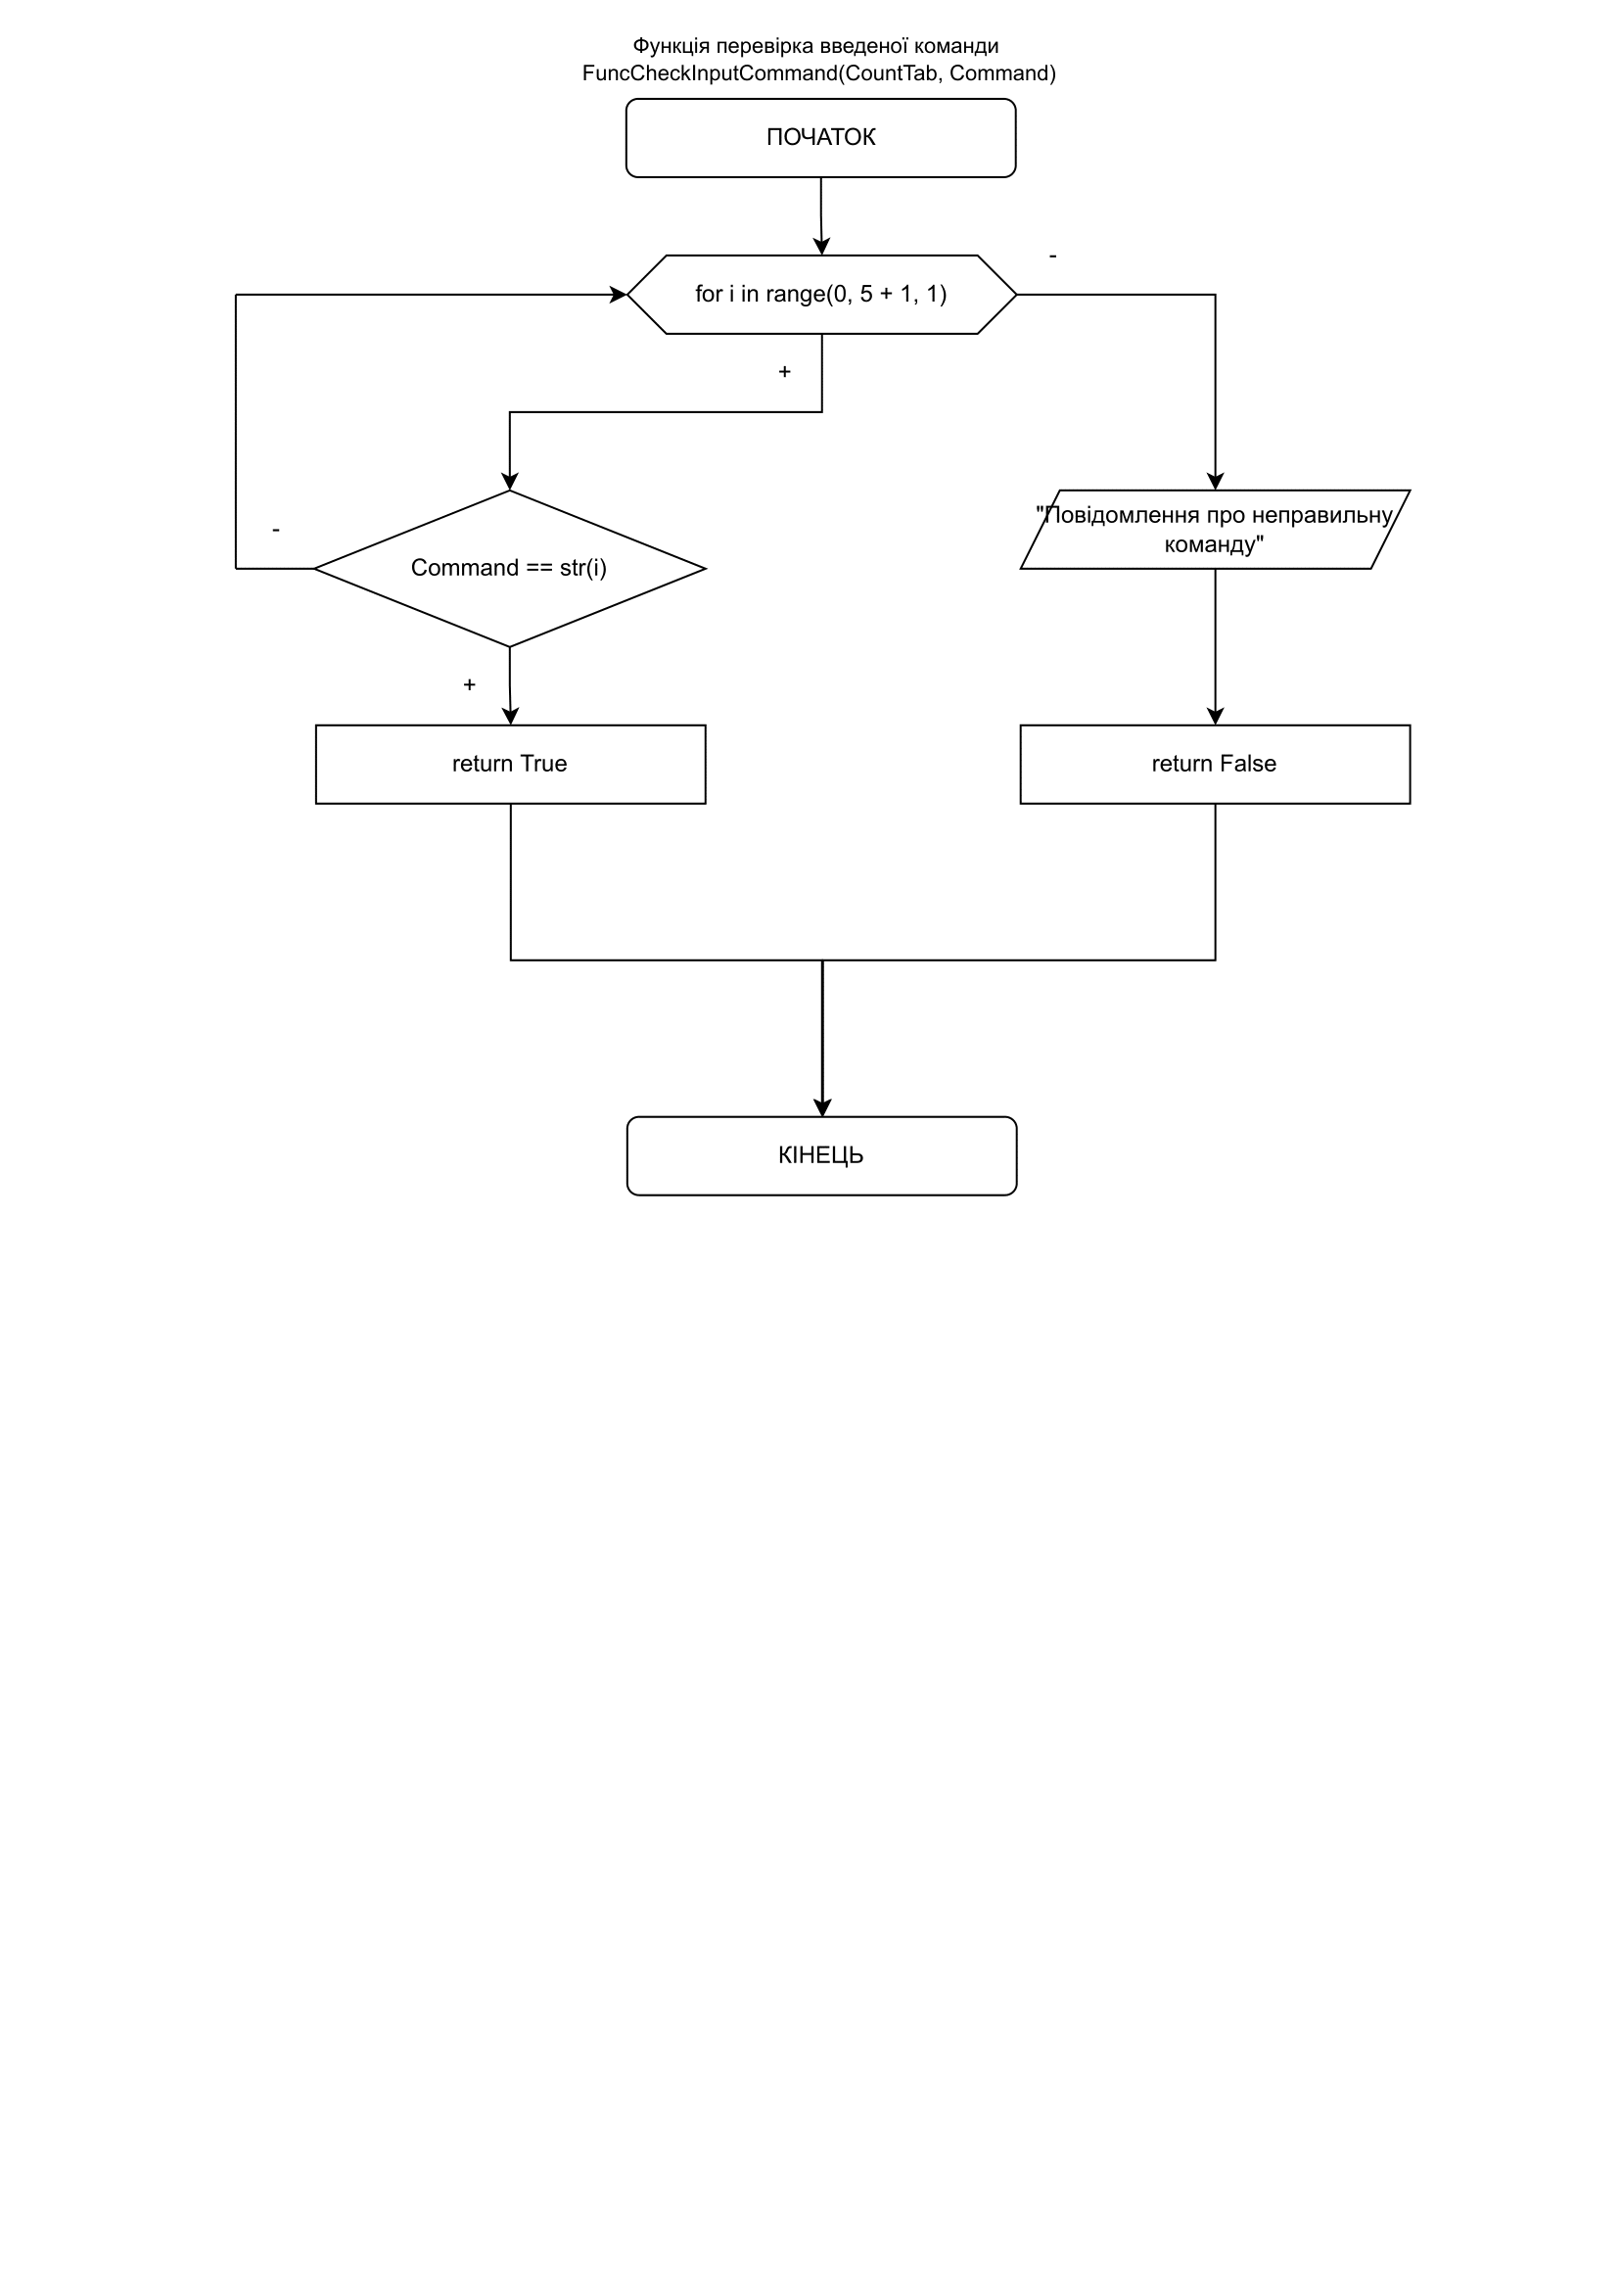 Функція перевірка введеної команди
FuncCheckInputCommand(CountTab, Command)
ПОЧАТОК
-
for i in range(0, 5 + 1, 1)
+
"Повідомлення про неправильну
команду"
-
Command == str(i)
+
return True
return False
КІНЕЦЬ